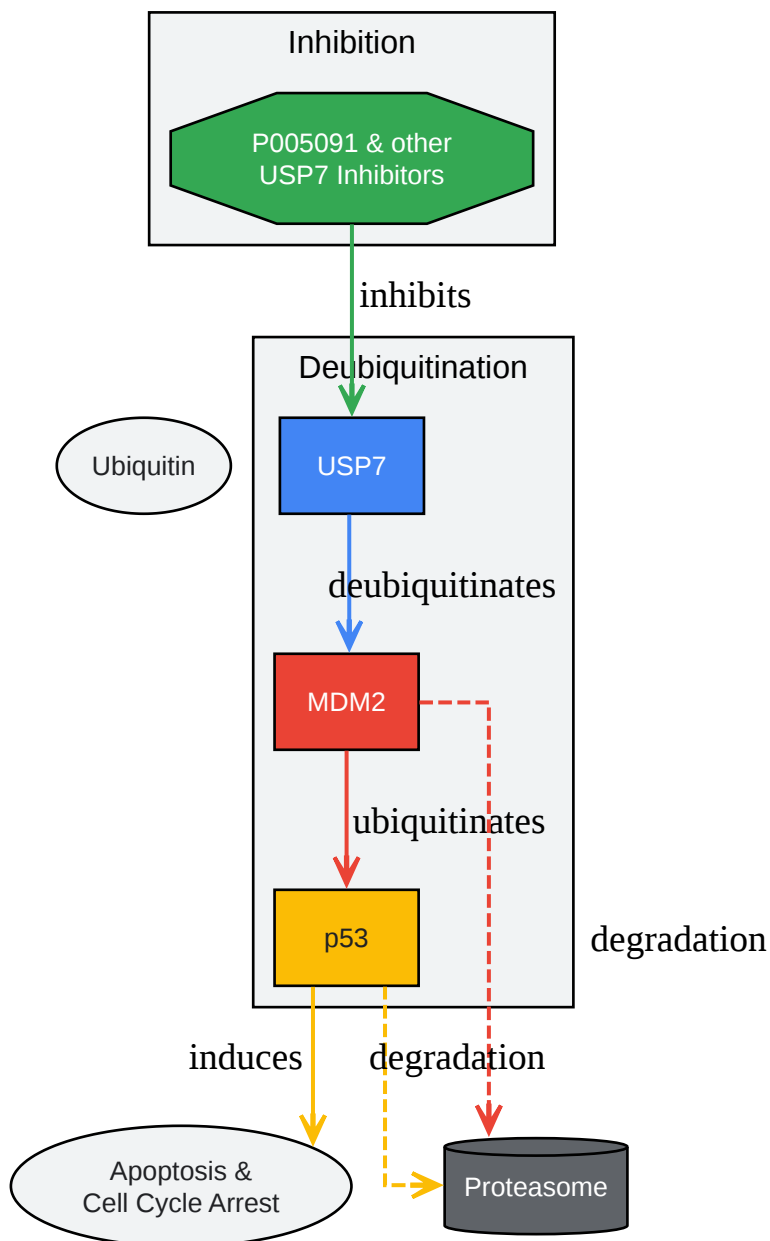 Inhibition
P005091 & other
USP7 Inhibitors
inhibits
Deubiquitination
Ubiquitin
USP7
deubiquitinates
MDM2
ubiquitinates
p53
degradation
induces
degradation
Apoptosis &
Cell Cycle Arrest
Proteasome